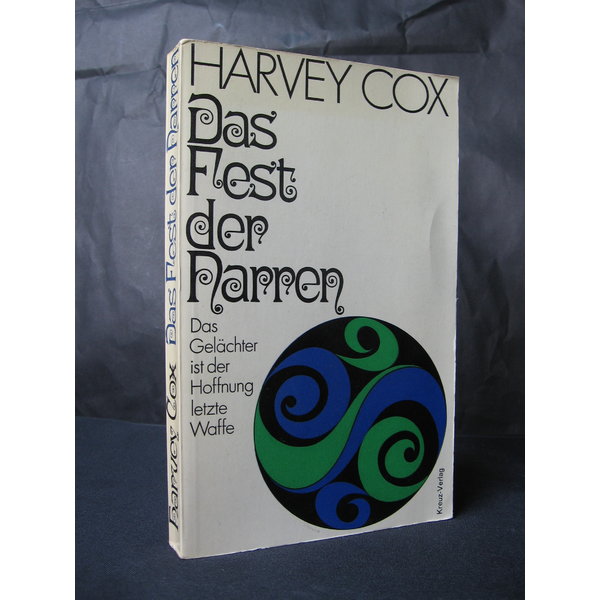 HARVEY COX
Das
Fest
der
Narren
Das
Gelächter
ist der
Hoffnung
letzte
Waffe
Kreuz-Verlag
Harvey Cox Das Fest der Narren